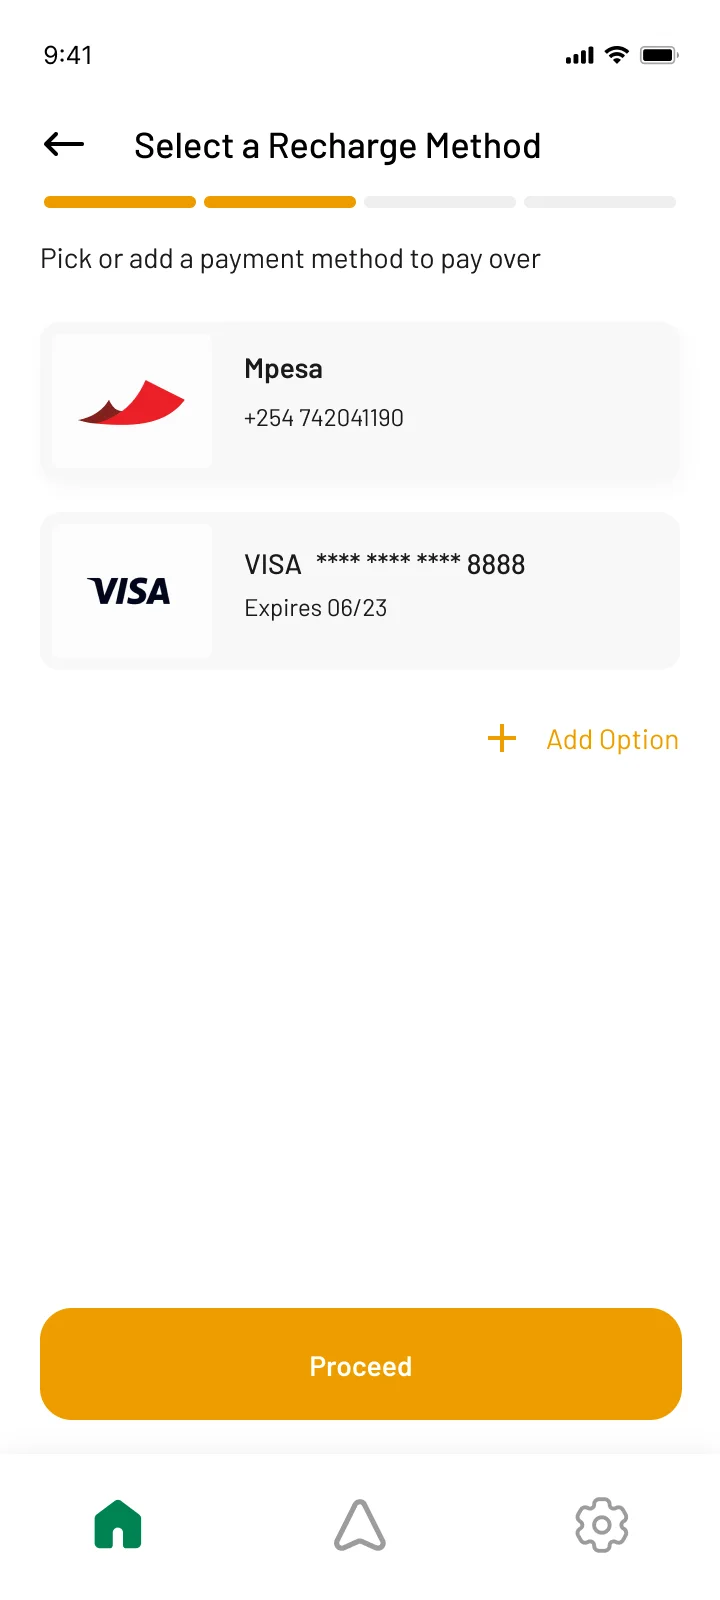 9:41
Select a Recharge Method
Pick or add a payment method to pay over
Mpesa
+254 742041190
VISA
VISA **** **** **** 8888
Expires 06/23
Add Option
Proceed